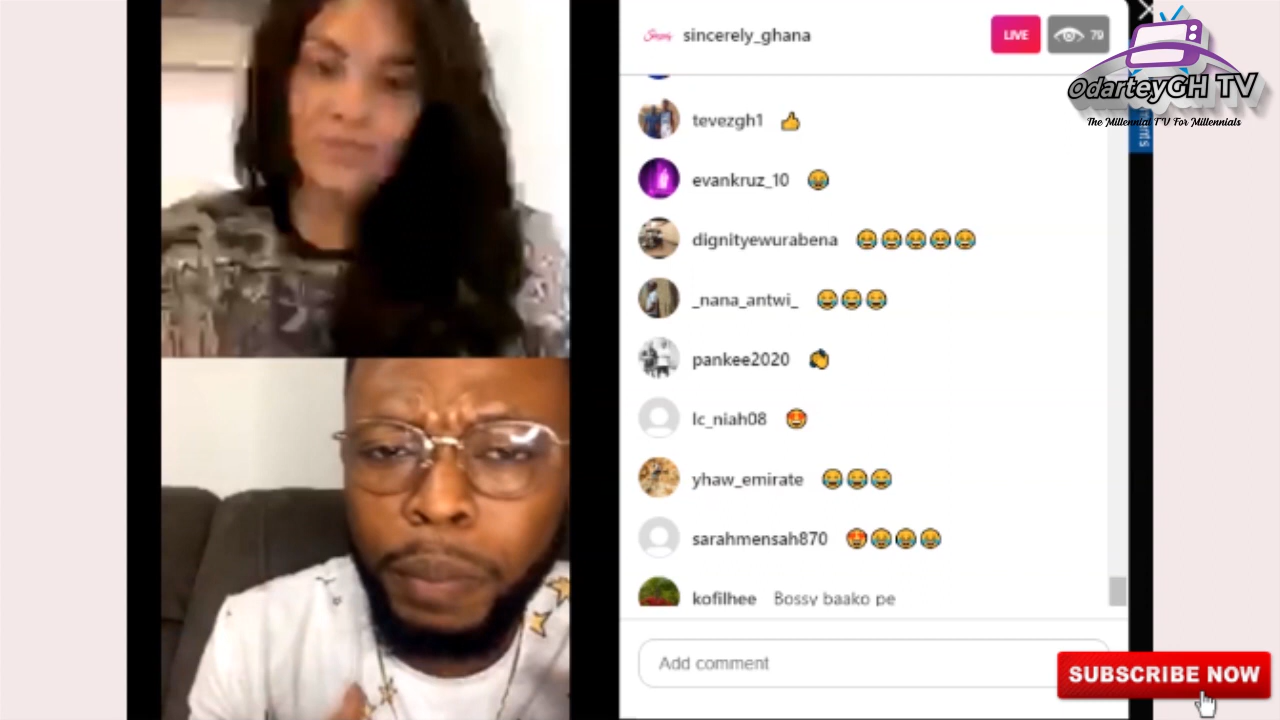 sincerely_ghana
LIVE
79
OdarteyGH TV
The Millennial TV For Millennials
tevezgh1 👍
evankruz_10 😂
dignityewurabena 😂😂😂😂😂
_nana_antwi_ 😂😂😂
pankee2020 👏
lc_niah08 😍
yhaw_emirate 😂😂😂
sarahmensah870 😍😂😂😂
kofilhee Bossy baako pe
Add comment
SUBSCRIBE NOW